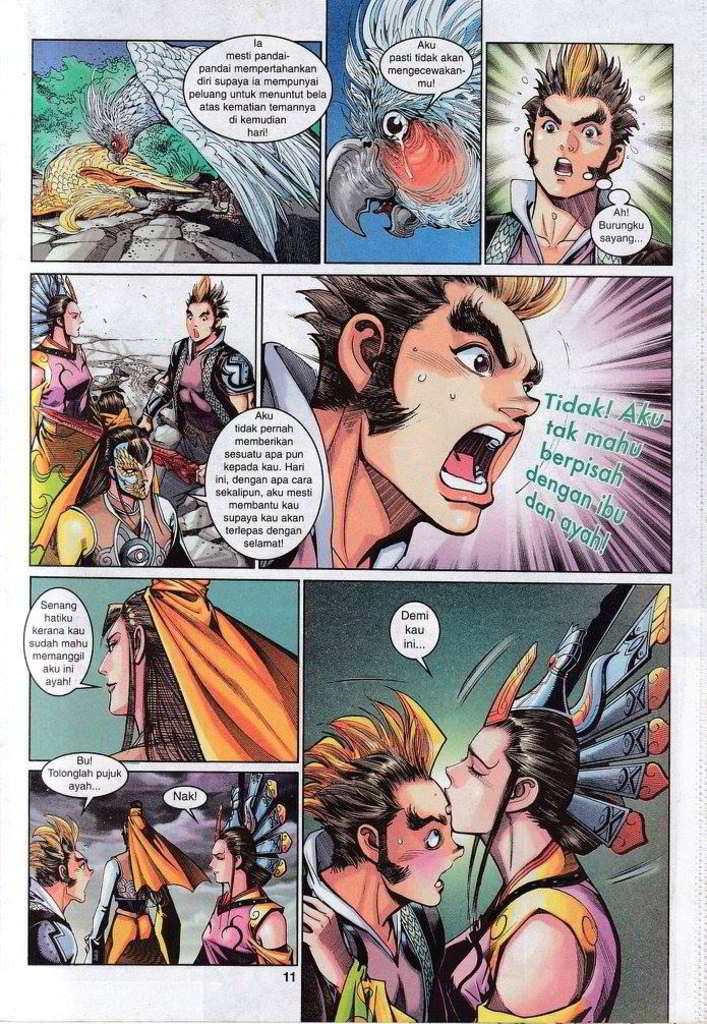 Ia
mesti pandai-
pandai mempertahankan
diri supaya ia mempunyai
peluang untuk menuntut bela
atas kematian temannya
di kemudian
hari!
Aku
pasti tidak akan
mengecewakan-
mu!
Ah!
Burungku
sayang...
Aku
tidak pernah
memberikan
sesuatu apa pun
kepada kau. Hari
ini, dengan apa cara
sekalipun, aku mesti
membantu kau
supaya kau akan
terlepas dengan
selamat!
Tidak! Aku
tak mahu
berpisah
dengan ibu
dan ayah!
Senang
hatiku
kerana kau
sudah mahu
memanggil
aku ini
ayah!
Demi
kau
ini...
Bu!
Tolonglah pujuk
ayah...
Nak!
11